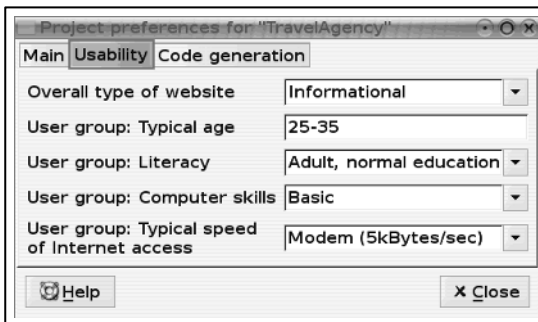 Project preferences for "TravelAgency"
Main Usability Code generation
Overall type of website Informational
User group: Typical age 25-35
User group: Literacy Adult, normal education
User group: Computer skills Basic
User group: Typical speed
of Internet access Modem (5kBytes/sec)
Help Close